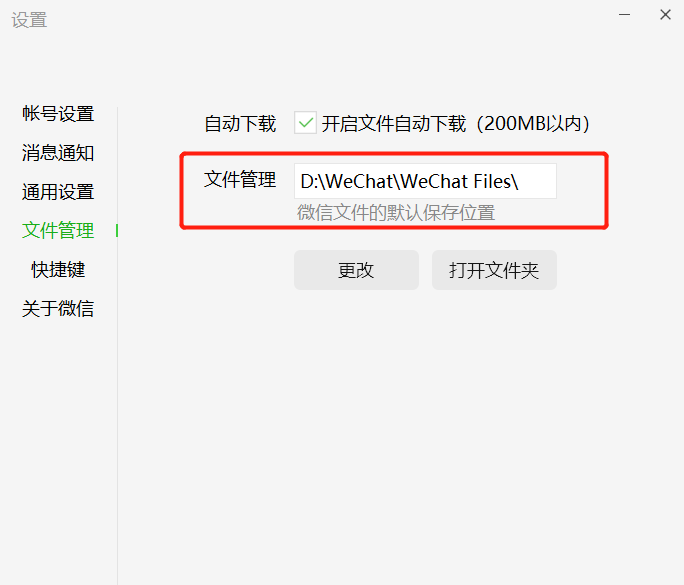 设置
帐号设置
消息通知
通用设置
文件管理
快捷键
关于微信
自动下载 开启文件自动下载（200MB以内）
文件管理 D:\WeChat\WeChat Files\
微信文件的默认保存位置
更改 打开文件夹